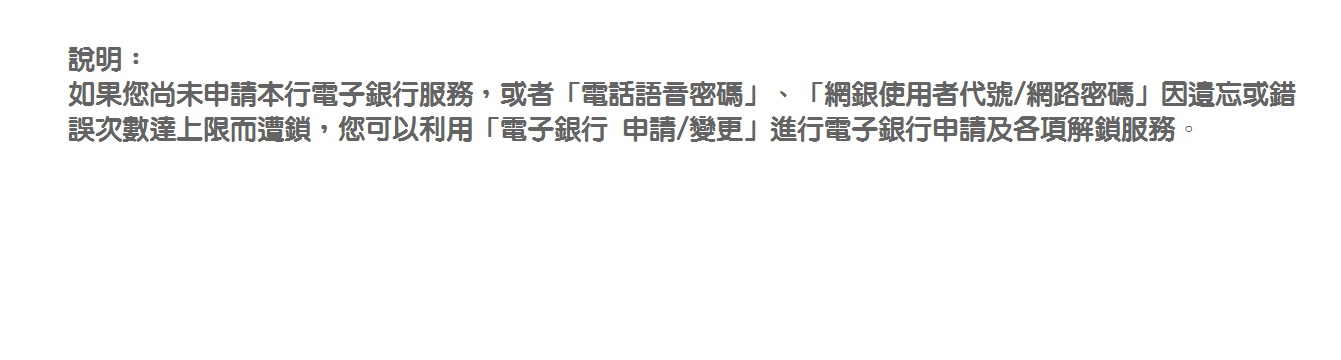 說明：
如果您尚未申請本行電子銀行服務，或者「電話語音密碼」、「網銀使用者代號/網路密碼」因遺忘或錯
誤次數達上限而遭鎖，您可以利用「電子銀行 申請/變更」進行電子銀行申請及各項解鎖服務。